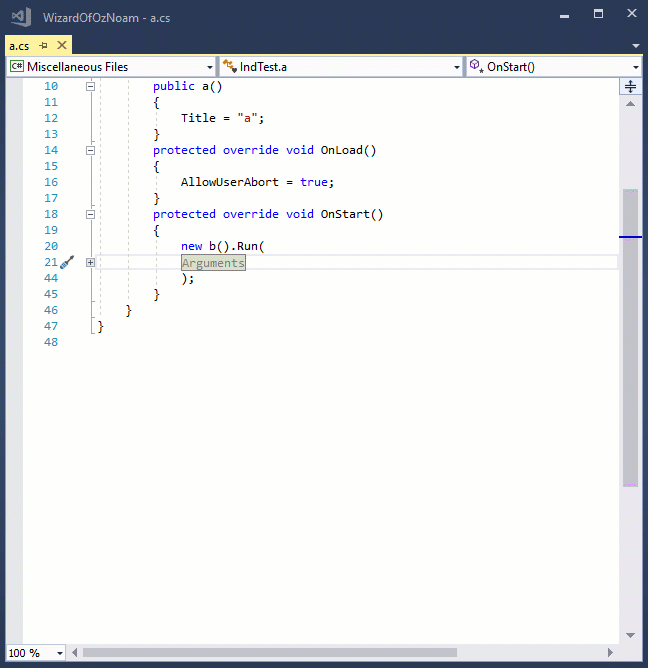 WizardOfOzNoam - a.cs
a.cs
C# Miscellaneous Files IndTest.a OnStart()
10 public a()
11 {
12 Title = "a";
13 }
14 protected override void OnLoad()
15 {
16 AllowUserAbort = true;
17 }
18 protected override void OnStart()
19 {
20 new b().Run(
21 Arguments
44 );
45 }
46 }
47 }
48
100 %